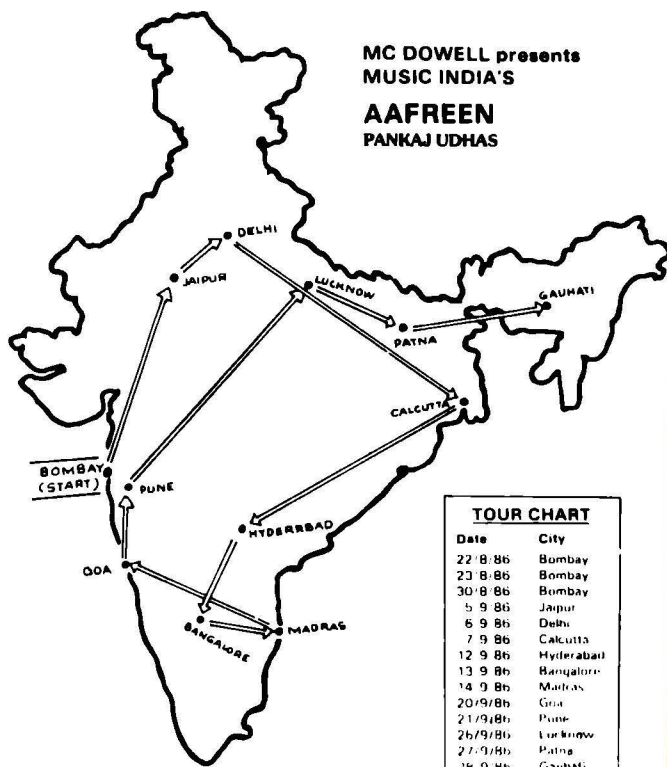 MC DOWELL presents
MUSIC INDIA'S
AAFREEN
PANKAJ UDHAS
DELHI
JAIPUR
LUCKNOW
GAUHATI
PATNA
CALCUTTA
BOMBAY
(START)
PUNE
HYDERRBAD
GOA
BANGALORE
MADRAS
TOUR CHART
Date City
22/8/86 Bombay
23/8/86 Bombay
30/8/86 Bombay
5 9 86 Jaipur
6 9 86 Delhi
7 9 86 Calcutta
12 9 86 Hyderabad
13 9 86 Bangalore
14 9 86 Madras
20/9/86 Goa
21/9/86 Pune
26/9/86 Lucknow
27/9/86 Patna
28/9/86 Gauhati